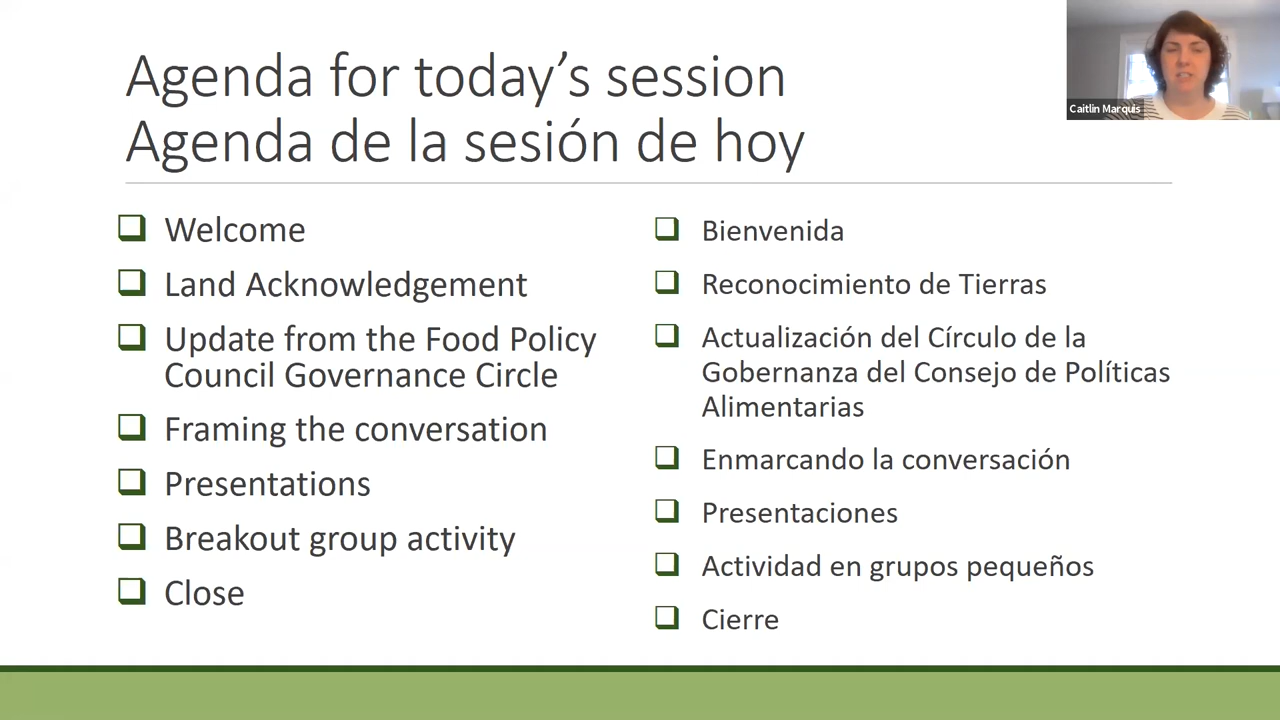 Agenda for today’s session
Agenda de la sesión de hoy
Caitlin Marquis
Welcome
Land Acknowledgement
Update from the Food Policy
Council Governance Circle
Framing the conversation
Presentations
Breakout group activity
Close
Bienvenida
Reconocimiento de Tierras
Actualización del Círculo de la
Gobernanza del Consejo de Políticas
Alimentarias
Enmarcando la conversación
Presentaciones
Actividad en grupos pequeños
Cierre